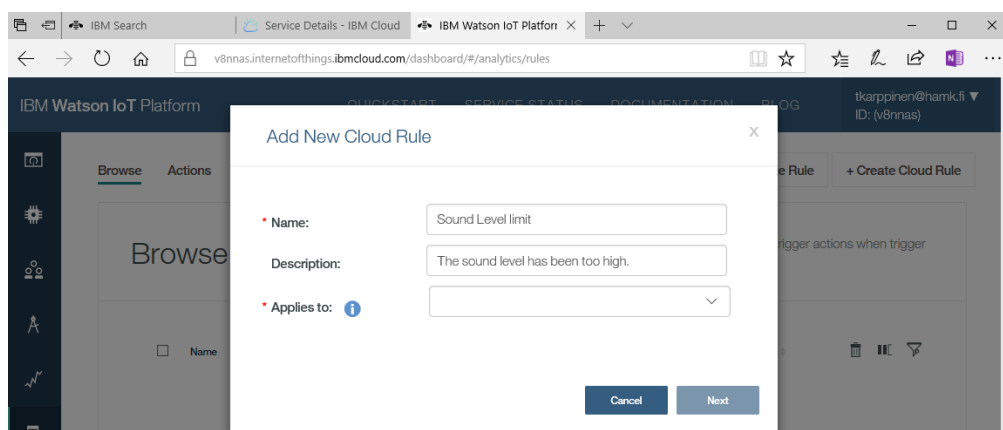 IBM Search
Service Details - IBM Cloud
IBM Watson IoT Platforr
v8nnas.internetofthings.ibmcloud.com/dashboard/#/analytics/rules
IBM Watson IoT Platform
QUICKSTART SERVICE STATUS DOCUMENTATION BLOG
tkarppinen@hamk.fi ▼
ID: (v8nnas)
Add New Cloud Rule X
Browse Actions
e Rule
+ Create Cloud Rule
* Name: Sound Level limit
Browse
rigger actions when trigger
Description: The sound level has been too high.
* Applies to: i
Name
Cancel Next